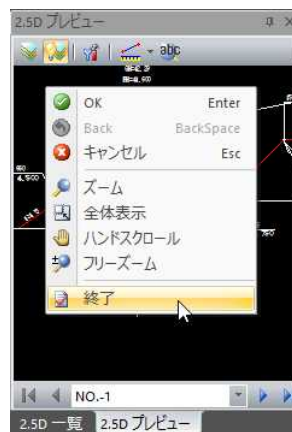 2.5D プレビュー
abc
OK Enter
Back BackSpace
キャンセル Esc
ズーム
全体表示
ハンドスクロール
フリーズーム
終了
NO.-1
2.5D 一覧 2.5D プレビュー